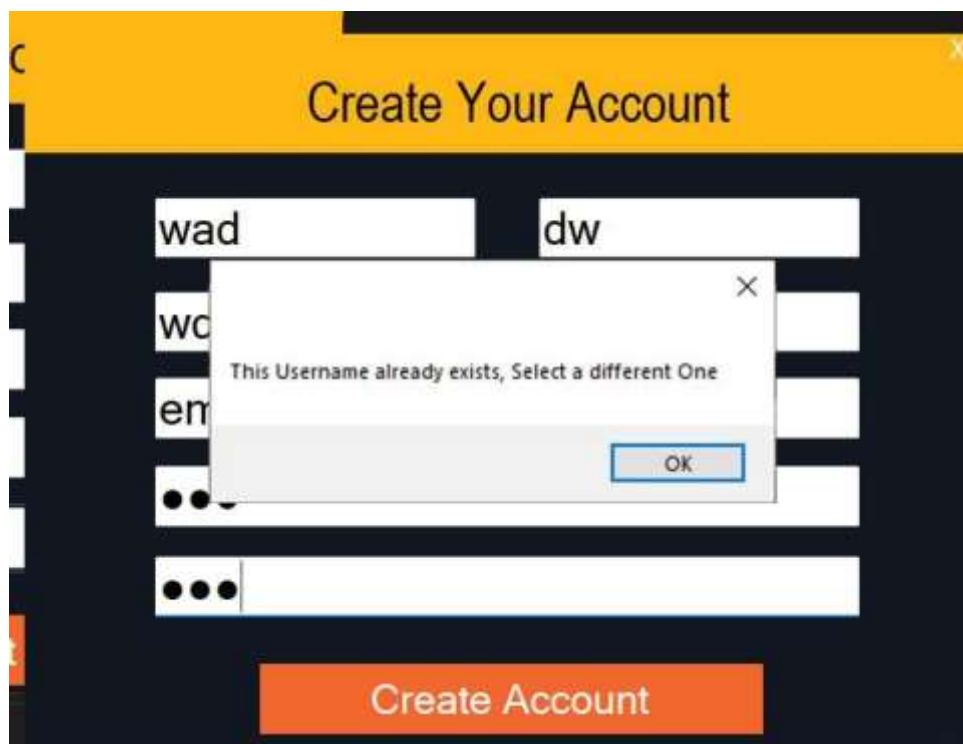 X
Create Your Account
wad dw
This Username already exists, Select a different One
OK
•••
•••
Create Account